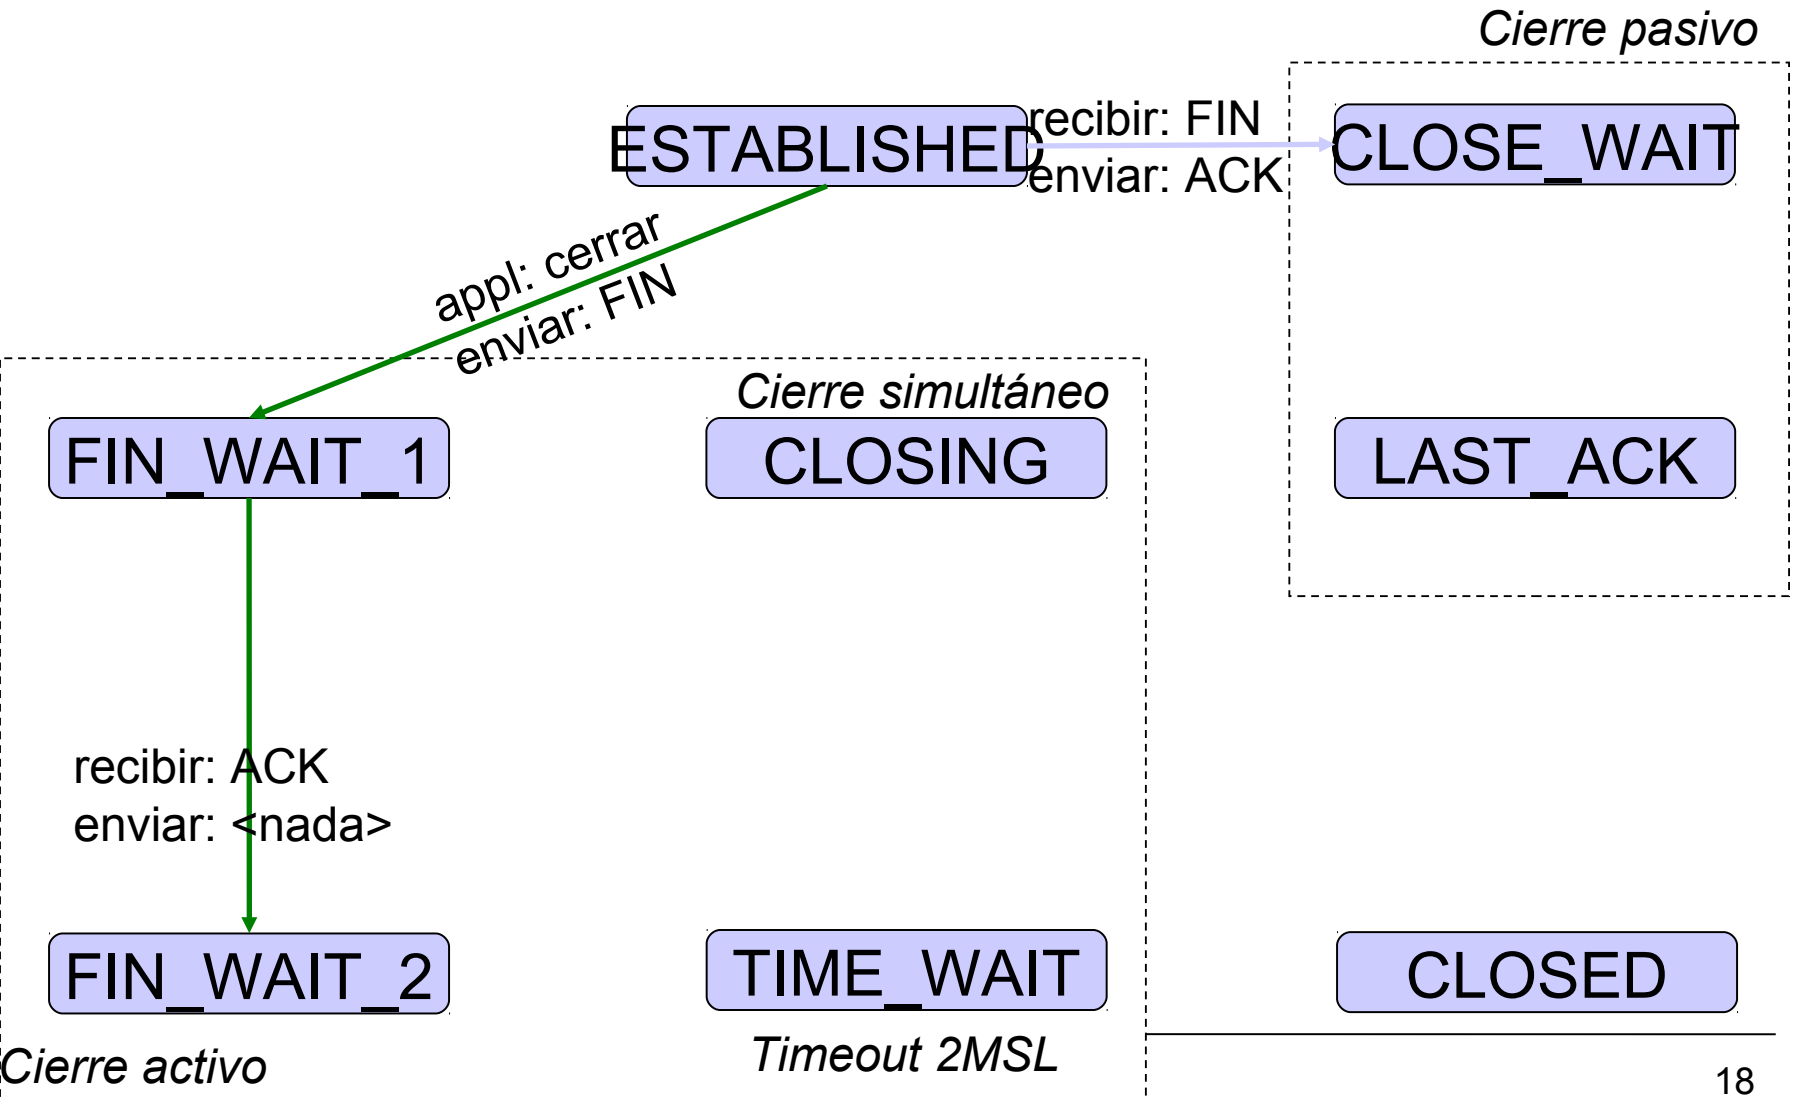 Cierre pasivo
ESTABLISHED
recibir: FIN
enviar: ACK
CLOSE_WAIT
appl: cerrar
enviar: FIN
Cierre simultáneo
FIN_WAIT_1
CLOSING
LAST_ACK
recibir: ACK
enviar: <nada>
FIN_WAIT_2
TIME_WAIT
CLOSED
Cierre activo
Timeout 2MSL
18